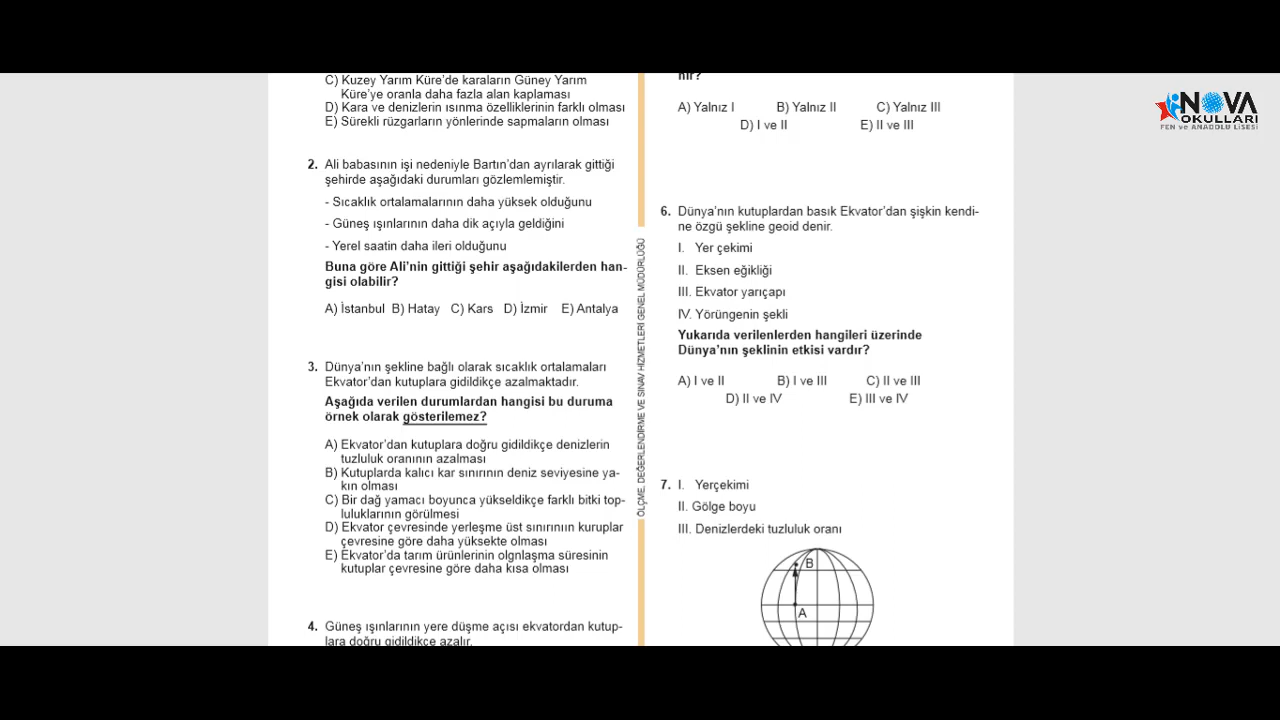 C) Kuzey Yarım Küre'de karaların Güney Yarım
Küre'ye oranla daha fazla alan kaplaması
D) Kara ve denizlerin ısınma özelliklerinin farklı olması
E) Sürekli rüzgarların yönlerinde sapmaların olması
2. Ali babasının işi nedeniyle Bartın'dan ayrılarak gittiği
şehirde aşağıdaki durumları gözlemlemiştir.
- Sıcaklık ortalamalarının daha yüksek olduğunu
- Güneş ışınlarının daha dik açıyla geldiğini
- Yerel saatin daha ileri olduğunu
Buna göre Ali'nin gittiği şehir aşağıdakilerden han-
gisi olabilir?
A) İstanbul B) Hatay C) Kars D) İzmir E) Antalya
3. Dünya'nın şekline bağlı olarak sıcaklık ortalamaları
Ekvator'dan kutuplara gidildikçe azalmaktadır.
Aşağıda verilen durumlardan hangisi bu duruma
örnek olarak gösterilemez?
A) Ekvator'dan kutuplara doğru gidildikçe denizlerin
tuzluluk oranının azalması
B) Kutuplarda kalıcı kar sınırının deniz seviyesine ya-
kın olması
C) Bir dağ yamacı boyunca yükseldikçe farklı bitki top-
luluklarının görülmesi
D) Ekvator çevresinde yerleşme üst sınırınıın kuruplar
çevresine göre daha yüksekte olması
E) Ekvator'da tarım ürünlerinin olgnlaşma süresinin
kutuplar çevresine göre daha kısa olması
4. Güneş ışınlarının yere düşme açısı ekvatordan kutup-
lara doğru gidildikçe azalır.
ÖLÇME, DEĞERLENDİRME VE SINAV HİZMETLERİ GENEL MÜDÜRLÜĞÜ
nir?
A) Yalnız I B) Yalnız II C) Yalnız III
D) I ve II E) II ve III
6. Dünya'nın kutuplardan basık Ekvator'dan şişkin kendi-
ne özgü şekline geoid denir.
I. Yer çekimi
II. Eksen eğikliği
III. Ekvator yarıçapı
IV. Yörüngenin şekli
Yukarıda verilenlerden hangileri üzerinde
Dünya'nın şeklinin etkisi vardır?
A) I ve II B) I ve III C) II ve III
D) II ve IV E) III ve IV
7. I. Yerçekimi
II. Gölge boyu
III. Denizlerdeki tuzluluk oranı
B
A
NOVA
OKULLARI
FEN ve ANADOLU LİSESİ